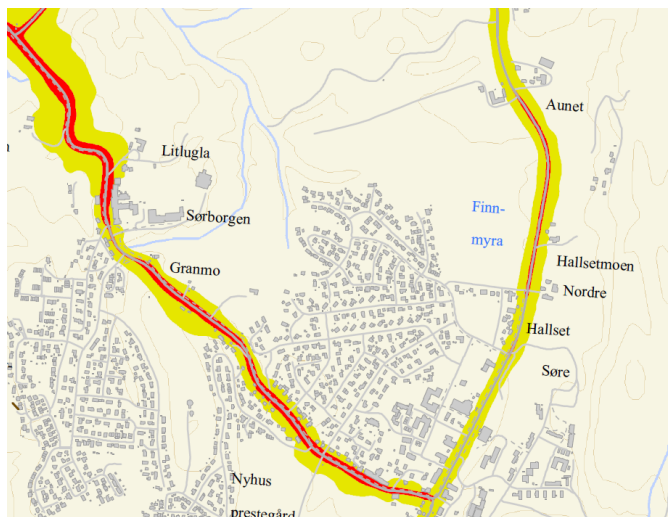 Aunet
Litlugla
Sørborgen
Finn-
myra
Granmo
Hallsetmoen
Nordre
Hallset
Søre
Nyhus
prestegård